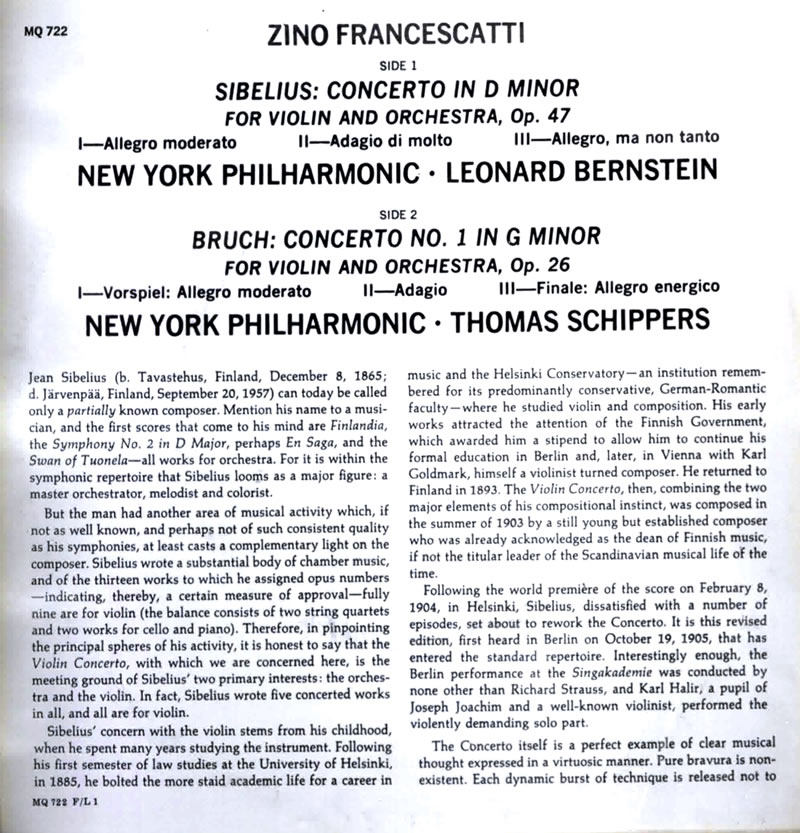 MQ 722
ZINO FRANCESCATTI
SIDE 1
SIBELIUS: CONCERTO IN D MINOR
FOR VIOLIN AND ORCHESTRA, Op. 47
I—Allegro moderato II—Adagio di molto III—Allegro, ma non tanto
NEW YORK PHILHARMONIC · LEONARD BERNSTEIN
SIDE 2
BRUCH: CONCERTO NO. 1 IN G MINOR
FOR VIOLIN AND ORCHESTRA, Op. 26
I—Vorspiel: Allegro moderato II—Adagio III—Finale: Allegro energico
NEW YORK PHILHARMONIC · THOMAS SCHIPPERS
Jean Sibelius (b. Tavastehus, Finland, December 8, 1865;
d. Järvenpää, Finland, September 20, 1957) can today be called
only a partially known composer. Mention his name to a musi-
cian, and the first scores that come to his mind are Finlandia,
the Symphony No. 2 in D Major, perhaps En Saga, and the
Swan of Tuonela—all works for orchestra. For it is within the
symphonic repertoire that Sibelius looms as a major figure: a
master orchestrator, melodist and colorist.
But the man had another area of musical activity which, if
not as well known, and perhaps not of such consistent quality
as his symphonies, at least casts a complementary light on the
composer. Sibelius wrote a substantial body of chamber music,
and of the thirteen works to which he assigned opus numbers
—indicating, thereby, a certain measure of approval—fully
nine are for violin (the balance consists of two string quartets
and two works for cello and piano). Therefore, in pinpointing
the principal spheres of his activity, it is honest to say that the
Violin Concerto, with which we are concerned here, is the
meeting ground of Sibelius' two primary interests: the orches-
tra and the violin. In fact, Sibelius wrote five concerted works
in all, and all are for violin.
Sibelius' concern with the violin stems from his childhood,
when he spent many years studying the instrument. Following
his first semester of law studies at the University of Helsinki,
in 1885, he bolted the more staid academic life for a career in
MQ 722 F/L 1
music and the Helsinki Conservatory—an institution remem-
bered for its predominantly conservative, German-Romantic
faculty—where he studied violin and composition. His early
works attracted the attention of the Finnish Government,
which awarded him a stipend to allow him to continue his
formal education in Berlin and, later, in Vienna with Karl
Goldmark, himself a violinist turned composer. He returned to
Finland in 1893. The Violin Concerto, then, combining the two
major elements of his compositional instinct, was composed in
the summer of 1903 by a still young but established composer
who was already acknowledged as the dean of Finnish music,
if not the titular leader of the Scandinavian musical life of the
time.
Following the world première of the score on February 8,
1904, in Helsinki, Sibelius, dissatisfied with a number of
episodes, set about to rework the Concerto. It is this revised
edition, first heard in Berlin on October 19, 1905, that has
entered the standard repertoire. Interestingly enough, the
Berlin performance at the Singakademie was conducted by
none other than Richard Strauss, and Karl Halir, a pupil of
Joseph Joachim and a well-known violinist, performed the
violently demanding solo part.
The Concerto itself is a perfect example of clear musical
thought expressed in a virtuosic manner. Pure bravura is non-
existent. Each dynamic burst of technique is released not to